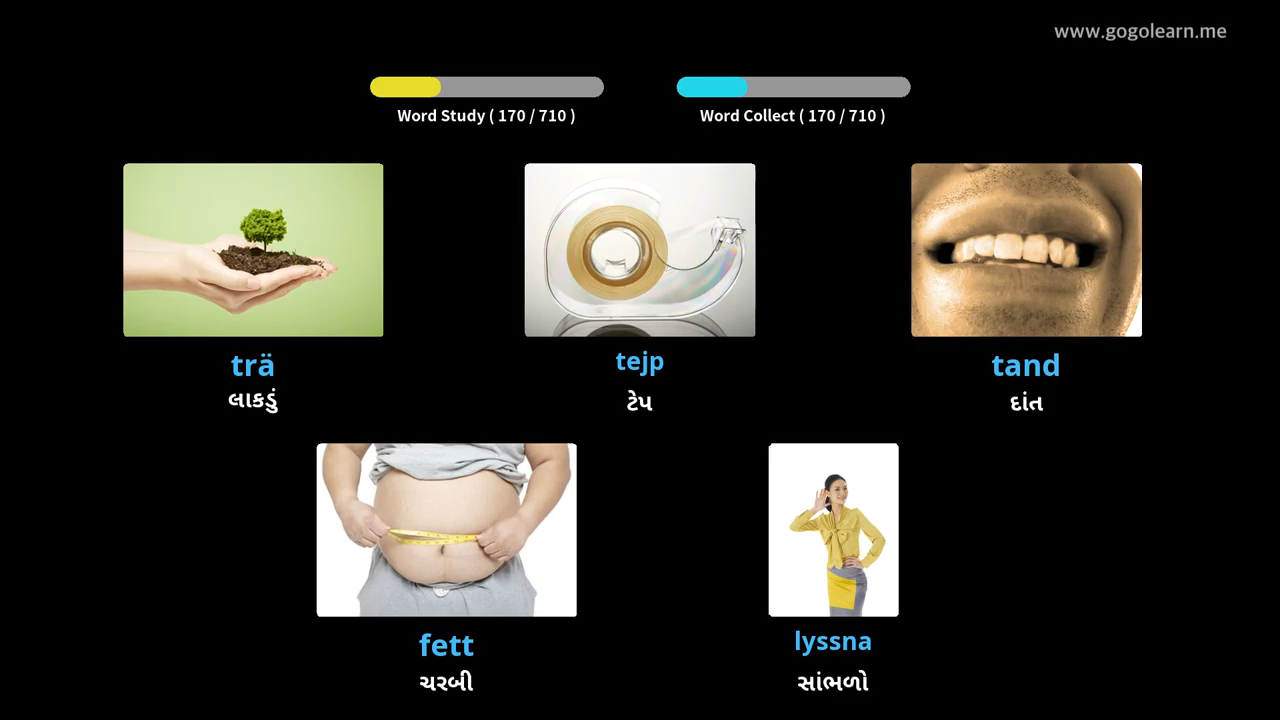 www.gogolearn.me
Word Study ( 170 / 710 )
Word Collect ( 170 / 710 )
trä
લાકડું
tejp
ટેપ
tand
દાંત
fett
ચરબી
lyssna
સાંભળો